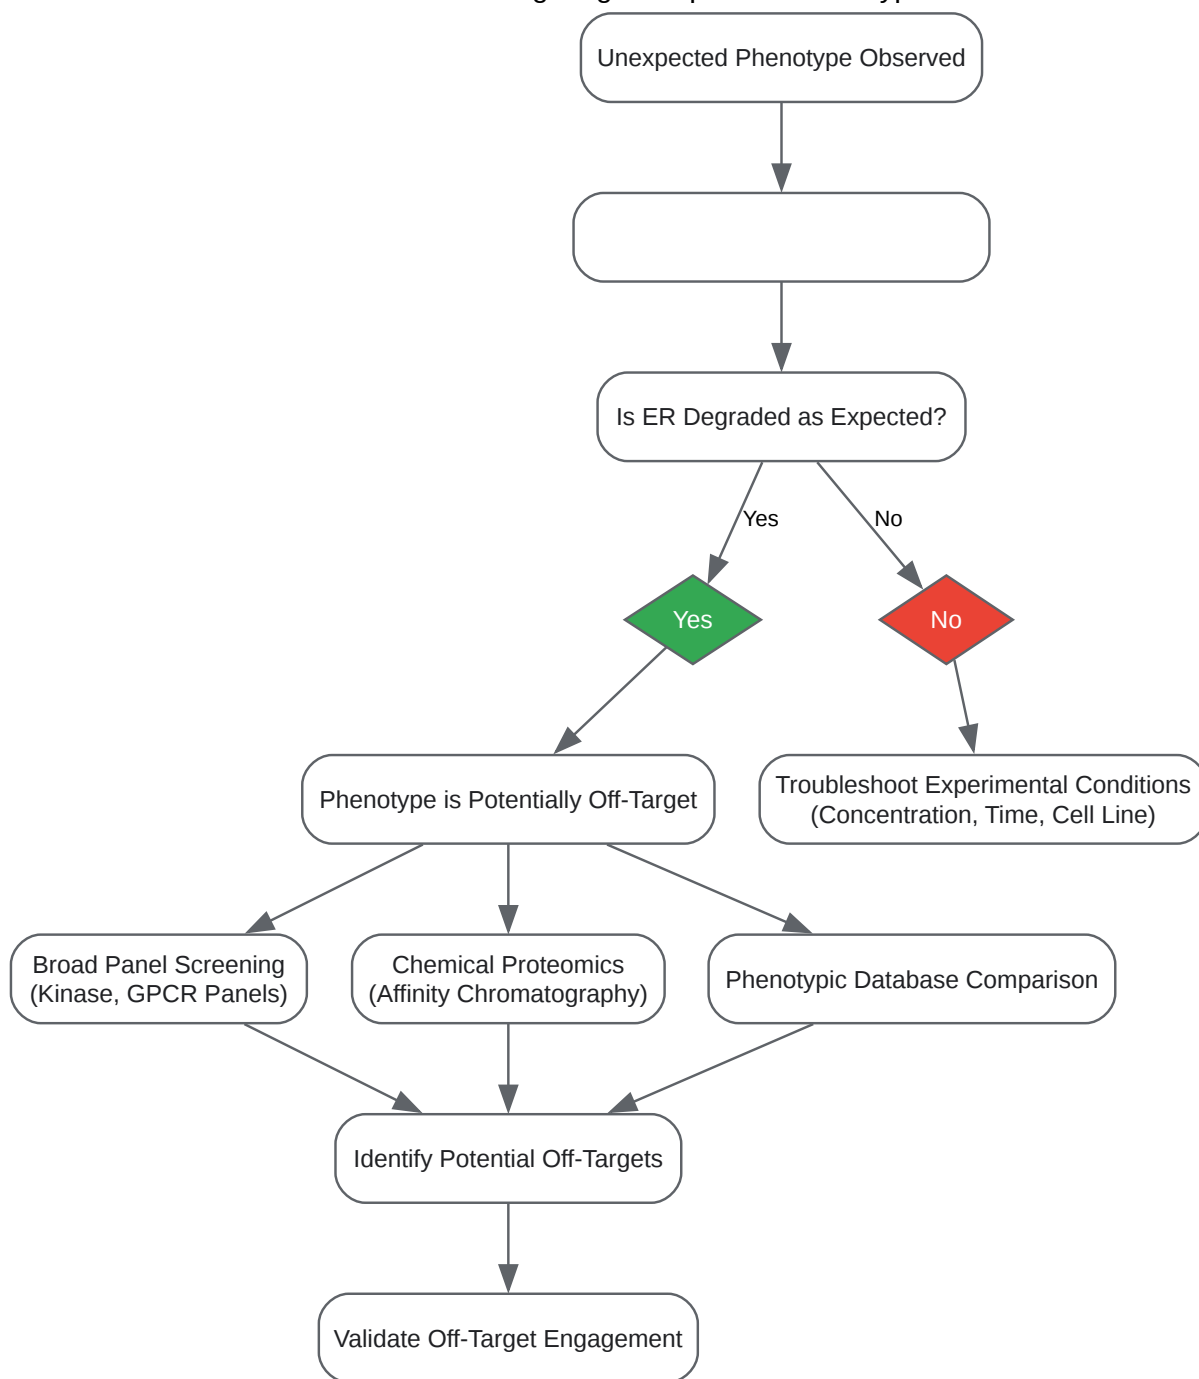 Unexpected Phenotype Observed
Is ER Degraded as Expected?
Yes
No
Yes
No
Phenotype is Potentially Off-Target
Troubleshoot Experimental Conditions
(Concentration, Time, Cell Line)
Broad Panel Screening
(Kinase, GPCR Panels)
Chemical Proteomics
(Affinity Chromatography)
Phenotypic Database Comparison
Identify Potential Off-Targets
Validate Off-Target Engagement